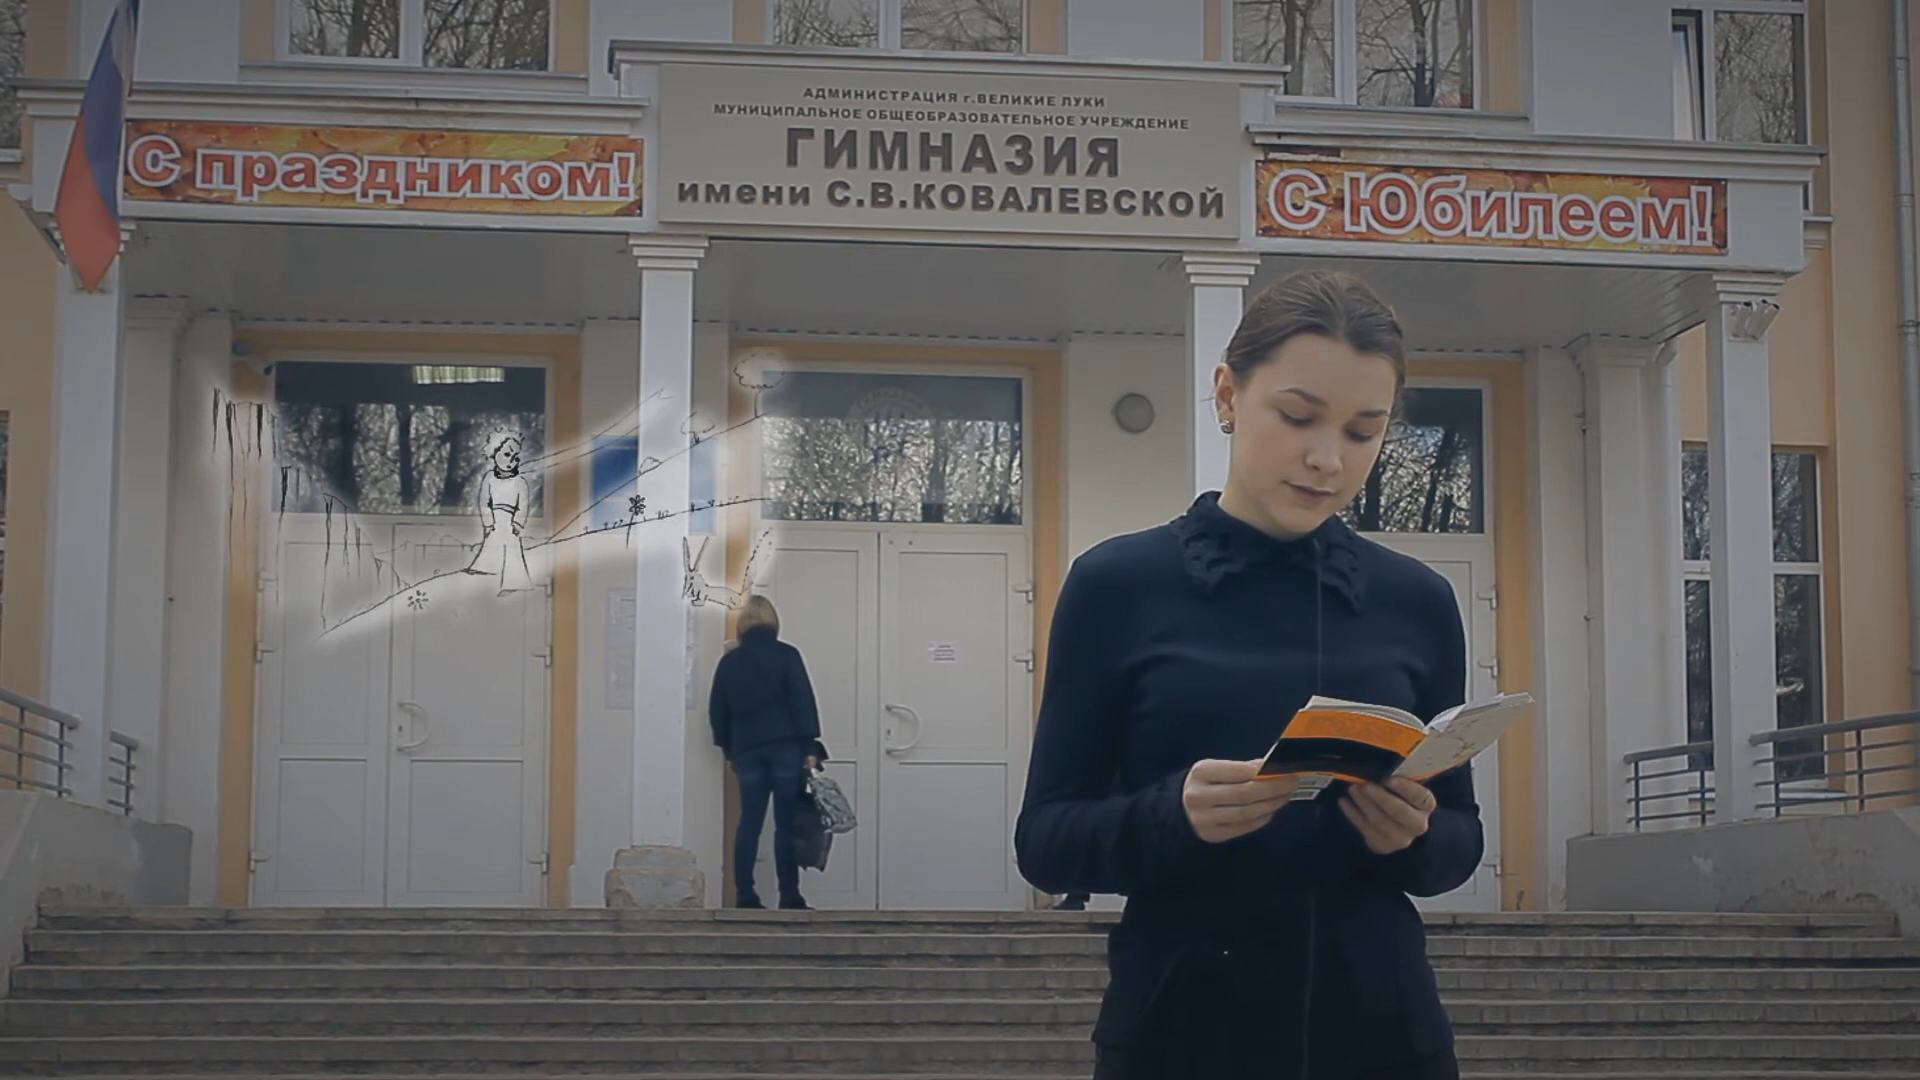 АДМИНИСТРАЦИЯ г.ВЕЛИКИЕ ЛУКИ
МУНИЦИПАЛЬНОЕ ОБЩЕОБРАЗОВАТЕЛЬНОЕ УЧРЕЖДЕНИЕ
ГИМНАЗИЯ
имени С.В.КОВАЛЕВСКОЙ
С праздником!
С Юбилеем!